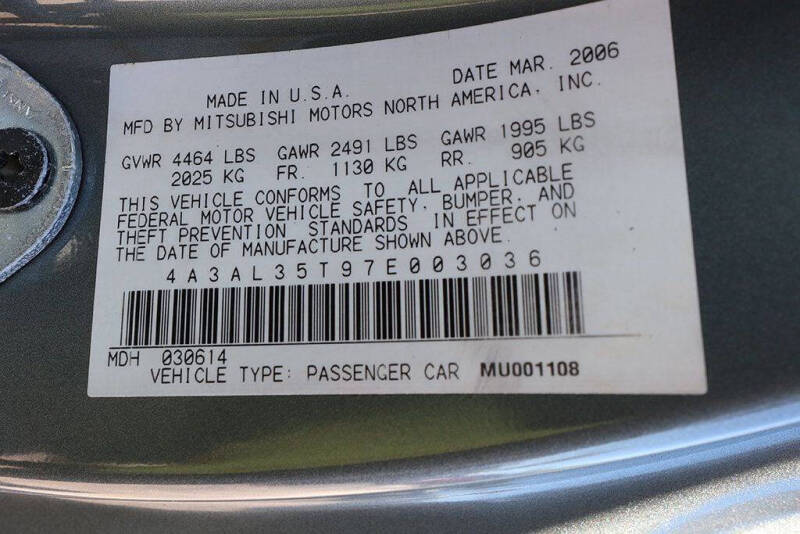 DATE MAR. 2006
MADE IN U.S.A.
MFD BY MITSUBISHI MOTORS NORTH AMERICA, INC.
GVWR 4464 LBS GAWR 2491 LBS GAWR 1995 LBS
2025 KG FR. 1130 KG RR. 905 KG
THIS VEHICLE CONFORMS TO ALL APPLICABLE
FEDERAL MOTOR VEHICLE SAFETY, BUMPER, AND
THEFT PREVENTION STANDARDS IN EFFECT ON
THE DATE OF MANUFACTURE SHOWN ABOVE.
4A3AL35T97E003036
MDH 030614
VEHICLE TYPE: PASSENGER CAR MU001108